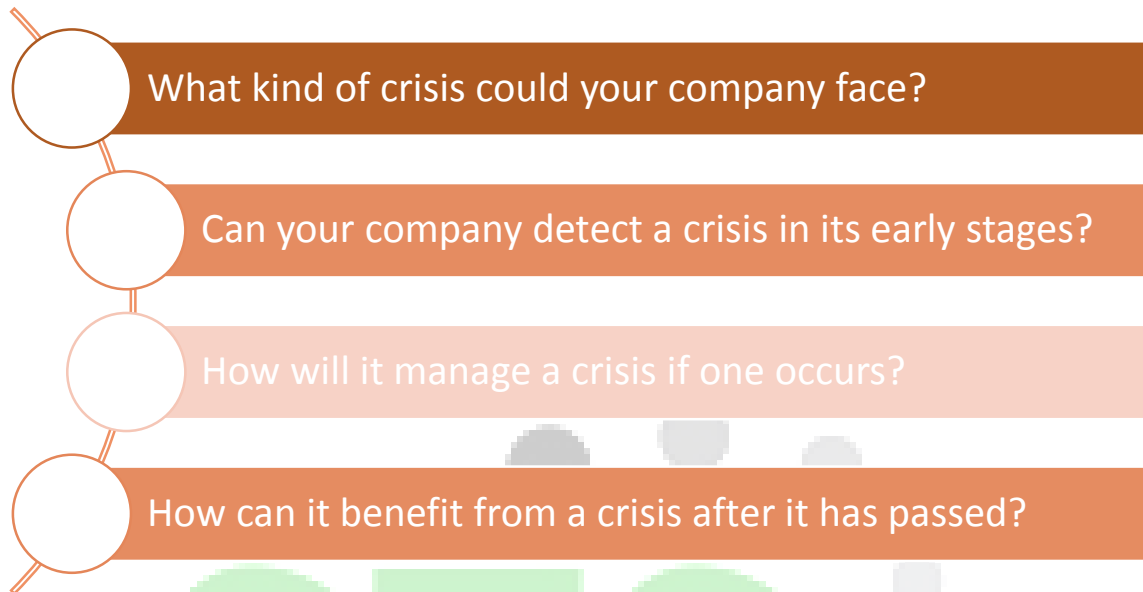 What kind of crisis could your company face?
Can your company detect a crisis in its early stages?
How will it manage a crisis if one occurs?
How can it benefit from a crisis after it has passed?